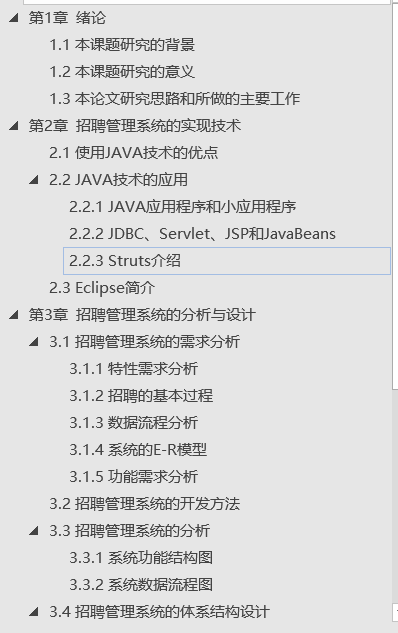 第1章 绪论
1.1 本课题研究的背景
1.2 本课题研究的意义
1.3 本论文研究思路和所做的主要工作
第2章 招聘管理系统的实现技术
2.1 使用JAVA技术的优点
2.2 JAVA技术的应用
2.2.1 JAVA应用程序和小应用程序
2.2.2 JDBC、Servlet、JSP和JavaBeans
2.2.3 Struts介绍
2.3 Eclipse简介
第3章 招聘管理系统的分析与设计
3.1 招聘管理系统的需求分析
3.1.1 特性需求分析
3.1.2 招聘的基本过程
3.1.3 数据流程分析
3.1.4 系统的E-R模型
3.1.5 功能需求分析
3.2 招聘管理系统的开发方法
3.3 招聘管理系统的分析
3.3.1 系统功能结构图
3.3.2 系统数据流程图
3.4 招聘管理系统的体系结构设计